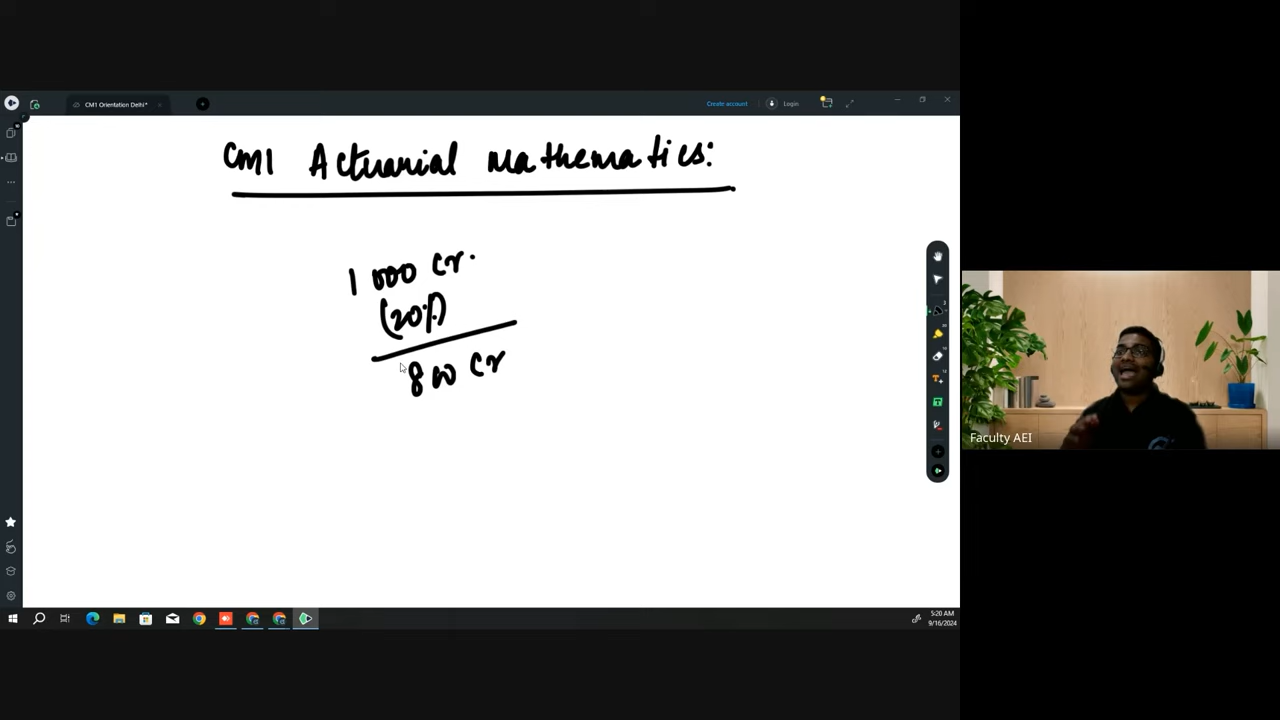 CM1 Orientation Delhi*
Create account
Login
CM1 Actuarial Mathematics:
1000 Cr.
(20%)
800 Cr
Faculty AEI
5:20 AM
9/16/2024